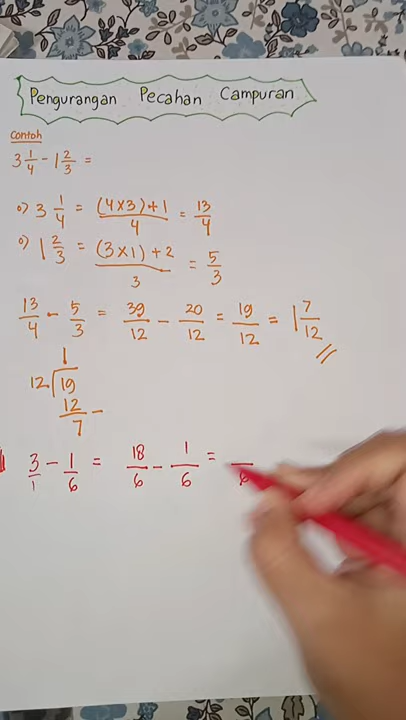 Pengurangan Pecahan Campuran
Contoh
3 1/4 - 1 2/3 =
o) 3 1/4 = (4x3)+1/4 = 13/4
o) 1 2/3 = (3x1)+2/3 = 5/3
13/4 - 5/3 = 39/12 - 20/12 = 19/12 = 1 7/12 //
1
12 19
12 -
7
3/1 - 1/6 = 18/6 - 1/6 = /6